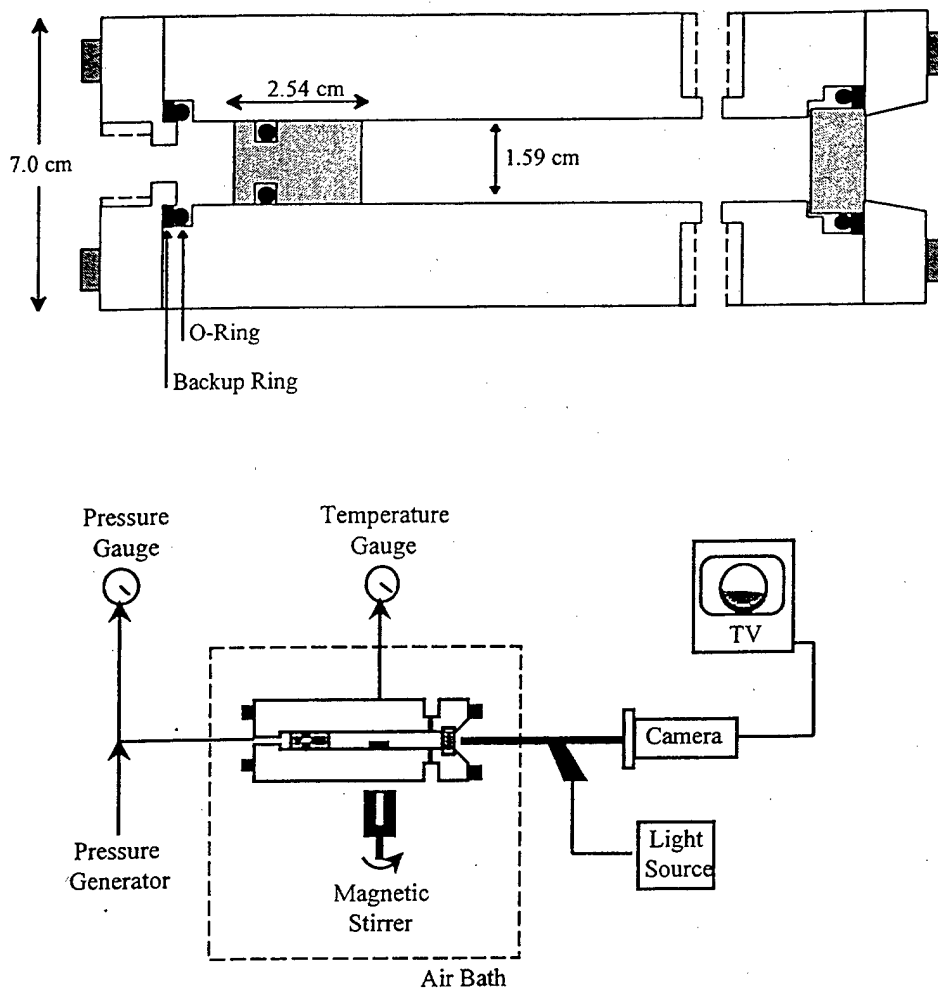 2.54 cm
7.0 cm
1.59 cm
O-Ring
Backup Ring
Pressure
Gauge
Temperature
Gauge
TV
Camera
Pressure
Generator
Magnetic
Stirrer
Light
Source
Air Bath